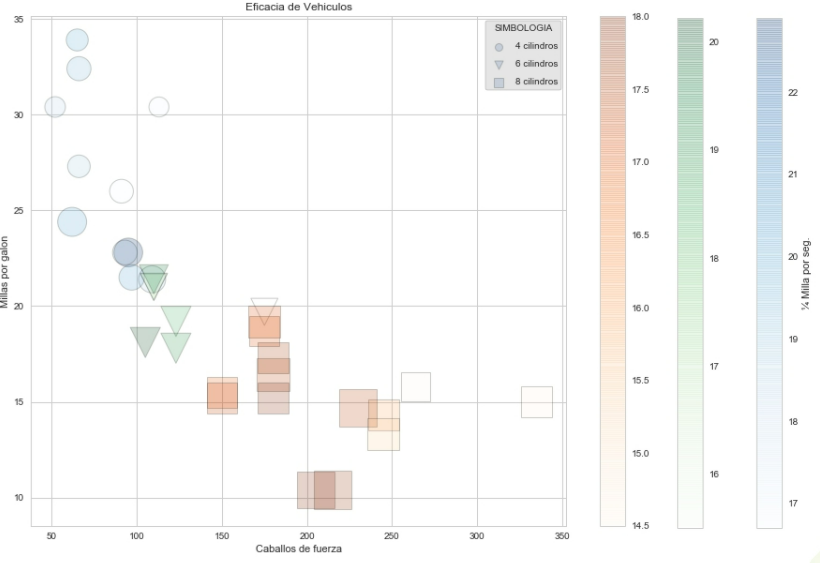 Eficacia de Vehiculos
SIMBOLOGIA
4 cilindros
6 cilindros
8 cilindros
Millas por galon
35
30
25
20
15
10
50 100 150 200 250 300 350
Caballos de fuerza
18.0
17.5
17.0
16.5
16.0
15.5
15.0
14.5
20
19
18
17
16
22
21
20
19
18
17
¼ Milla por seg.